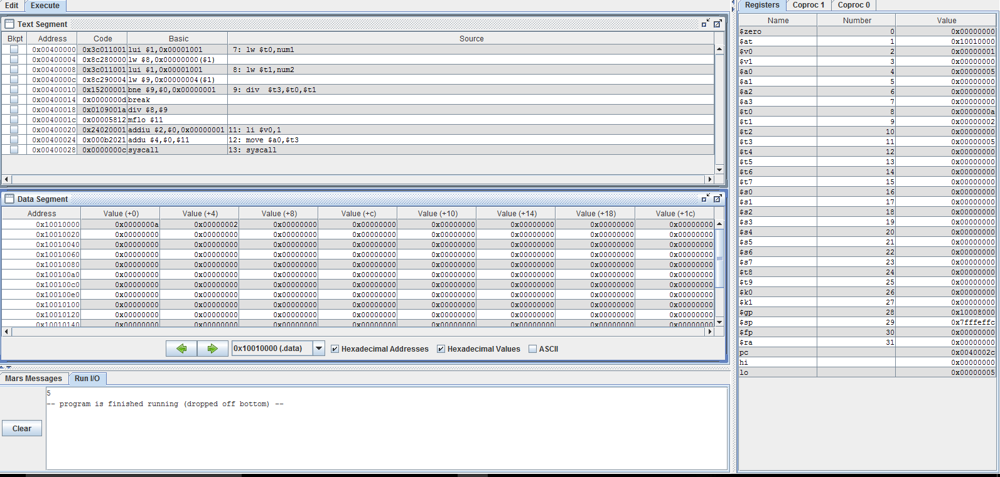 Edit Execute
Text Segment
Bkpt Address Code Basic Source
0x00400000 0x3c011001 lui $1,0x00001001 7: lw $t0,num1
0x00400004 0x8c280000 lw $8,0x00000000($1)
0x00400008 0x3c011001 lui $1,0x00001001 8: lw $t1,num2
0x0040000c 0x8c290004 lw $9,0x00000004($1)
0x00400010 0x15200001 bne $9,$0,0x00000001 9: div $t3,$t0,$t1
0x00400014 0x0000000d break
0x00400018 0x0109001a div $8,$9
0x0040001c 0x00005812 mflo $11
0x00400020 0x24020001 addiu $2,$0,0x00000001 11: li $v0,1
0x00400024 0x000b2021 addu $4,$0,$11 12: move $a0,$t3
0x00400028 0x0000000c syscall 13: syscall
Data Segment
Address Value (+0) Value (+4) Value (+8) Value (+c) Value (+10) Value (+14) Value (+18) Value (+1c)
0x10010000 0x0000000a 0x00000002 0x00000000 0x00000000 0x00000000 0x00000000 0x00000000 0x00000000
0x10010020 0x00000000 0x00000000 0x00000000 0x00000000 0x00000000 0x00000000 0x00000000 0x00000000
0x10010040 0x00000000 0x00000000 0x00000000 0x00000000 0x00000000 0x00000000 0x00000000 0x00000000
0x10010060 0x00000000 0x00000000 0x00000000 0x00000000 0x00000000 0x00000000 0x00000000 0x00000000
0x10010080 0x00000000 0x00000000 0x00000000 0x00000000 0x00000000 0x00000000 0x00000000 0x00000000
0x100100a0 0x00000000 0x00000000 0x00000000 0x00000000 0x00000000 0x00000000 0x00000000 0x00000000
0x100100c0 0x00000000 0x00000000 0x00000000 0x00000000 0x00000000 0x00000000 0x00000000 0x00000000
0x100100e0 0x00000000 0x00000000 0x00000000 0x00000000 0x00000000 0x00000000 0x00000000 0x00000000
0x10010100 0x00000000 0x00000000 0x00000000 0x00000000 0x00000000 0x00000000 0x00000000 0x00000000
0x10010120 0x00000000 0x00000000 0x00000000 0x00000000 0x00000000 0x00000000 0x00000000 0x00000000
0x10010140 0x00000000 0x00000000 0x00000000 0x00000000 0x00000000 0x00000000 0x00000000 0x00000000
0x10010000 (.data) Hexadecimal Addresses Hexadecimal Values ASCII
Mars Messages Run I/O
5
-- program is finished running (dropped off bottom) --
Clear
Registers Coproc 1 Coproc 0
Name Number Value
$zero 0 0x00000000
$at 1 0x10010000
$v0 2 0x00000001
$v1 3 0x00000000
$a0 4 0x00000005
$a1 5 0x00000000
$a2 6 0x00000000
$a3 7 0x00000000
$t0 8 0x0000000a
$t1 9 0x00000002
$t2 10 0x00000000
$t3 11 0x00000005
$t4 12 0x00000000
$t5 13 0x00000000
$t6 14 0x00000000
$t7 15 0x00000000
$s0 16 0x00000000
$s1 17 0x00000000
$s2 18 0x00000000
$s3 19 0x00000000
$s4 20 0x00000000
$s5 21 0x00000000
$s6 22 0x00000000
$s7 23 0x00000000
$t8 24 0x00000000
$t9 25 0x00000000
$k0 26 0x00000000
$k1 27 0x00000000
$gp 28 0x10008000
$sp 29 0x7fffeffc
$fp 30 0x00000000
$ra 31 0x00000000
pc 0x0040002c
hi 0x00000000
lo 0x00000005